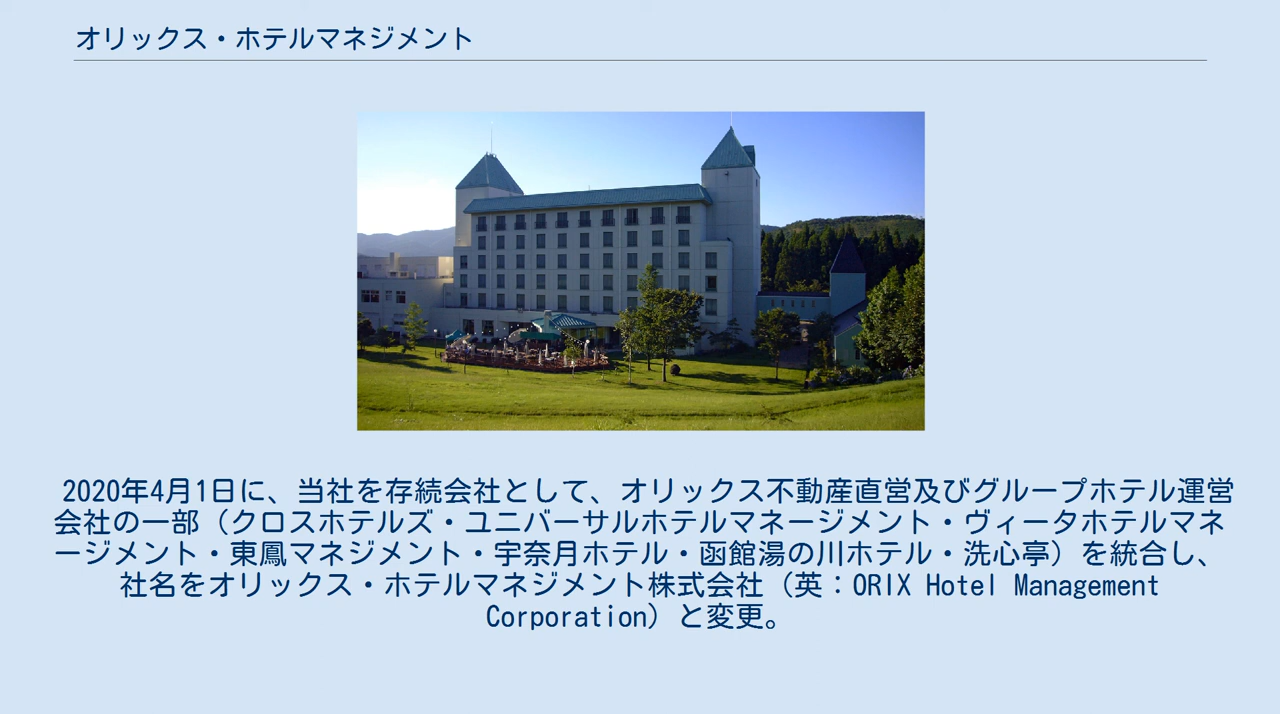 オリックス・ホテルマネジメント
2020年4月1日に、当社を存続会社として、オリックス不動産直営及びグループホテル運営
会社の一部（クロスホテルズ・ユニバーサルホテルマネージメント・ヴィータホテルマネ
ージメント・東鳳マネジメント・宇奈月ホテル・函館湯の川ホテル・洗心亭）を統合し、
社名をオリックス・ホテルマネジメント株式会社（英：ORIX Hotel Management
Corporation）と変更。